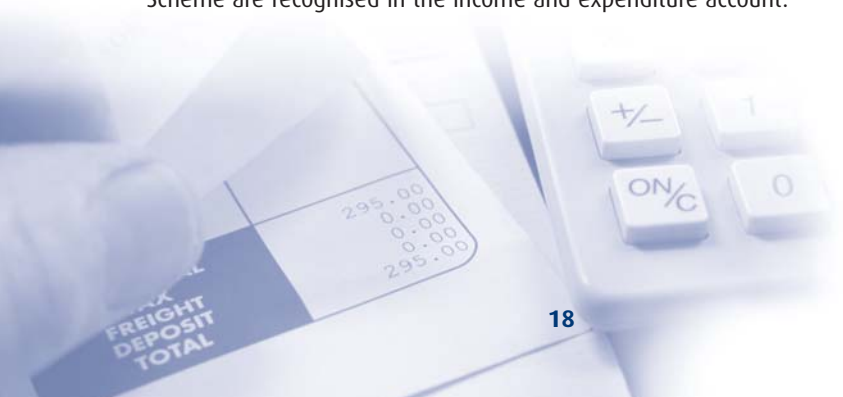 Scheme are recognised in the income and expenditure account.
+/-
1
ON/C
0
295.00
0.00
0.00
0.00
295.00
FREIGHT
DEPOSIT
TOTAL
18